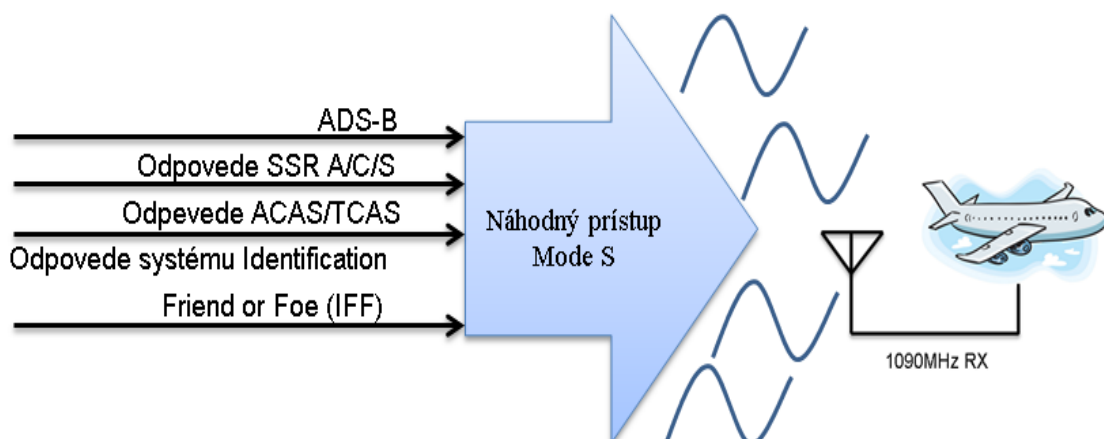 ADS-B
Odpovede SSR A/C/S
Odpevede ACAS/TCAS
Odpovede systému Identification
Friend or Foe (IFF)
Náhodný prístup
Mode S
1090MHz RX